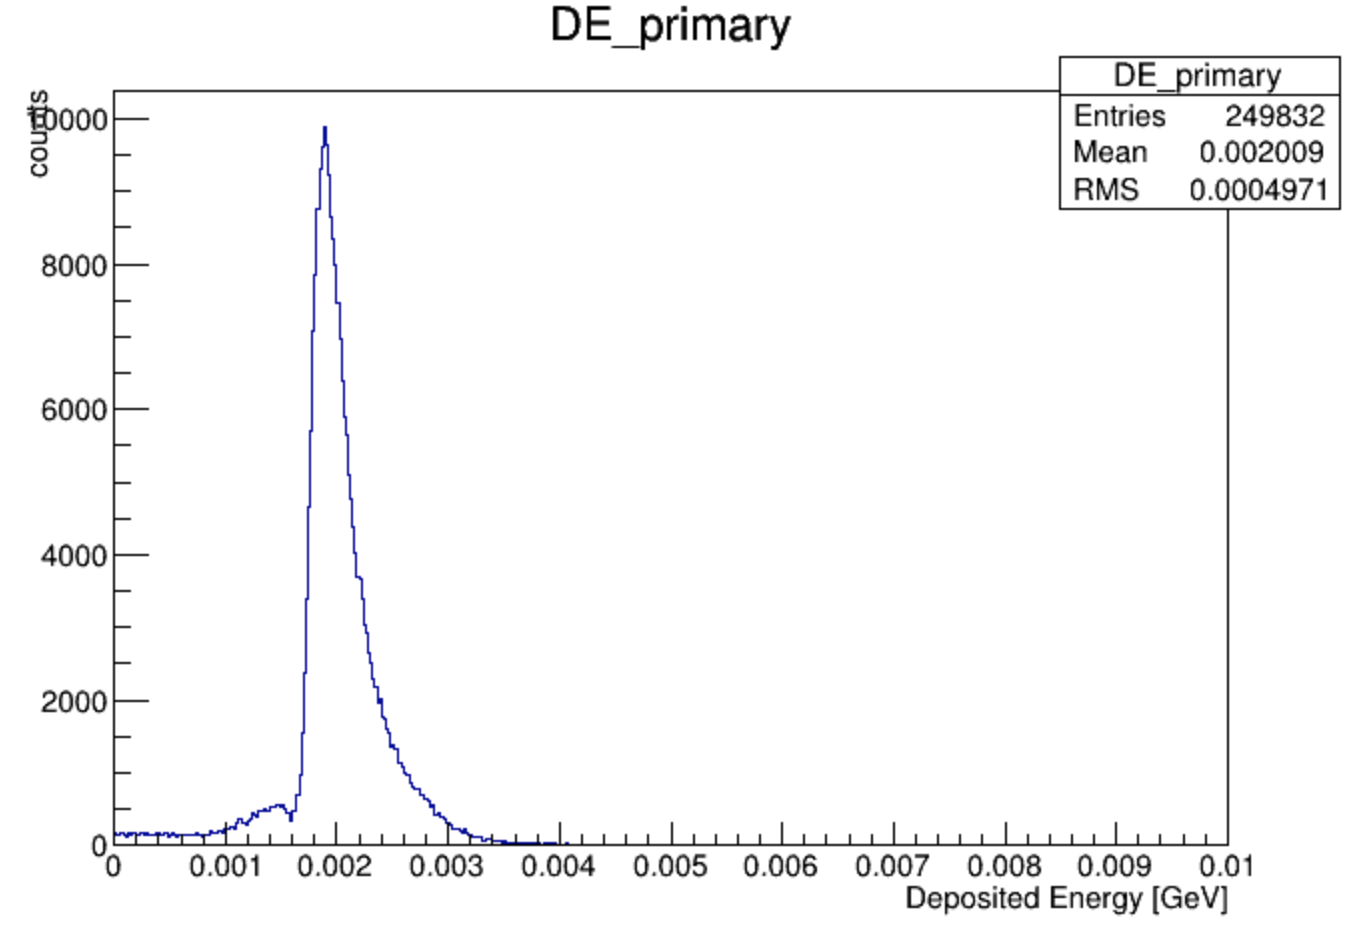 DE_primary
DE_primary
Entries 249832
Mean 0.002009
RMS 0.0004971
counts
10000
8000
6000
4000
2000
0
0 0.001 0.002 0.003 0.004 0.005 0.006 0.007 0.008 0.009 0.01
Deposited Energy [GeV]